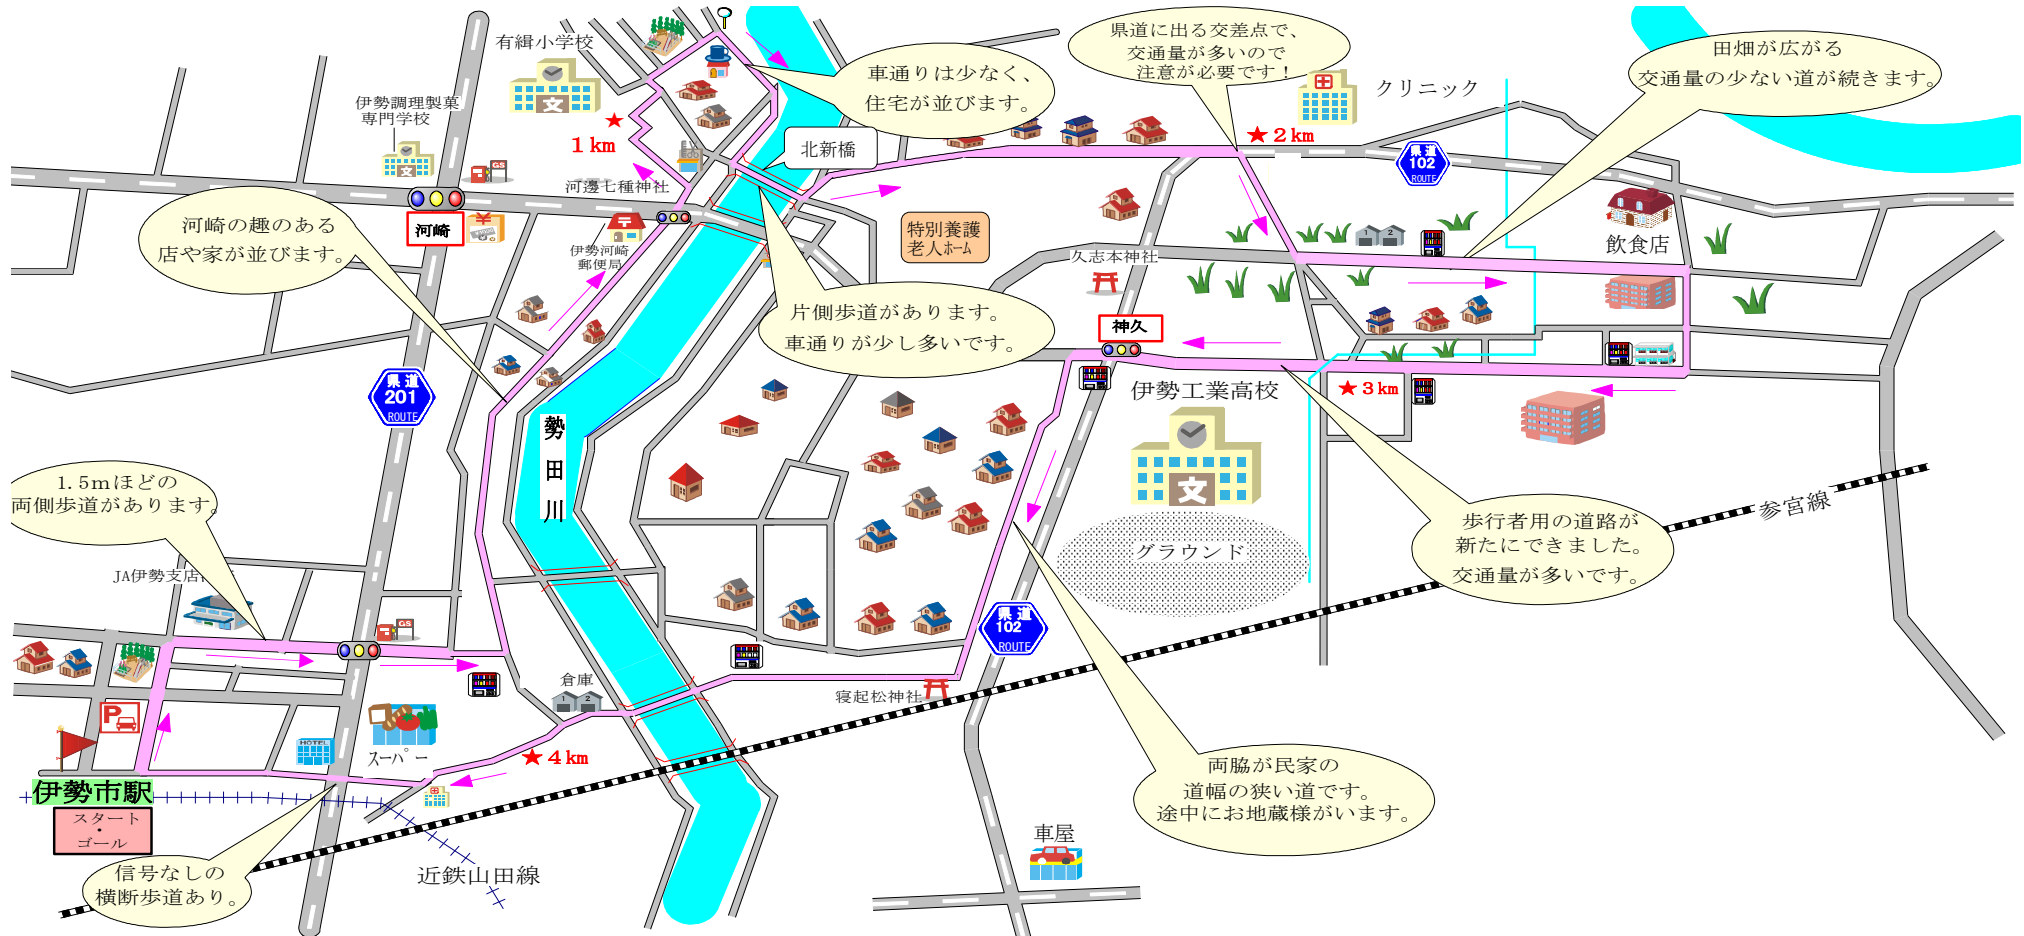 有緝小学校
県道に出る交差点で、
交通量が多いので
注意が必要です!
田畑が広がる
交通量の少ない道が続きます。
車通りは少なく、
住宅が並びます。
クリニック
伊勢調理製菓
専門学校
GS
文
文
1 km
2 km
北新橋
県道
102
ROUTE
河邊七種神社
河崎
河崎の趣のある
店や家が並びます。
伊勢河崎
郵便局
特別養護
老人ホーム
久志本神社
1 2
飲食店
片側歩道があります。
車通りが少し多いです。
神久
県道
201
ROUTE
伊勢工業高校
3 km
勢
田
川
文
1.5mほどの
両側歩道があります。
参宮線
歩行者用の道路が
新たにできました。
交通量が多いです。
グラウンド
JA伊勢支店
県道
102
ROUTE
GS
倉庫
1 2
寝起松神社
P
HOTEL
スーパー
4 km
両脇が民家の
道幅の狭い道です。
途中にお地蔵様がいます。
伊勢市駅
スタート
・
ゴール
車屋
信号なしの
横断歩道あり。
近鉄山田線